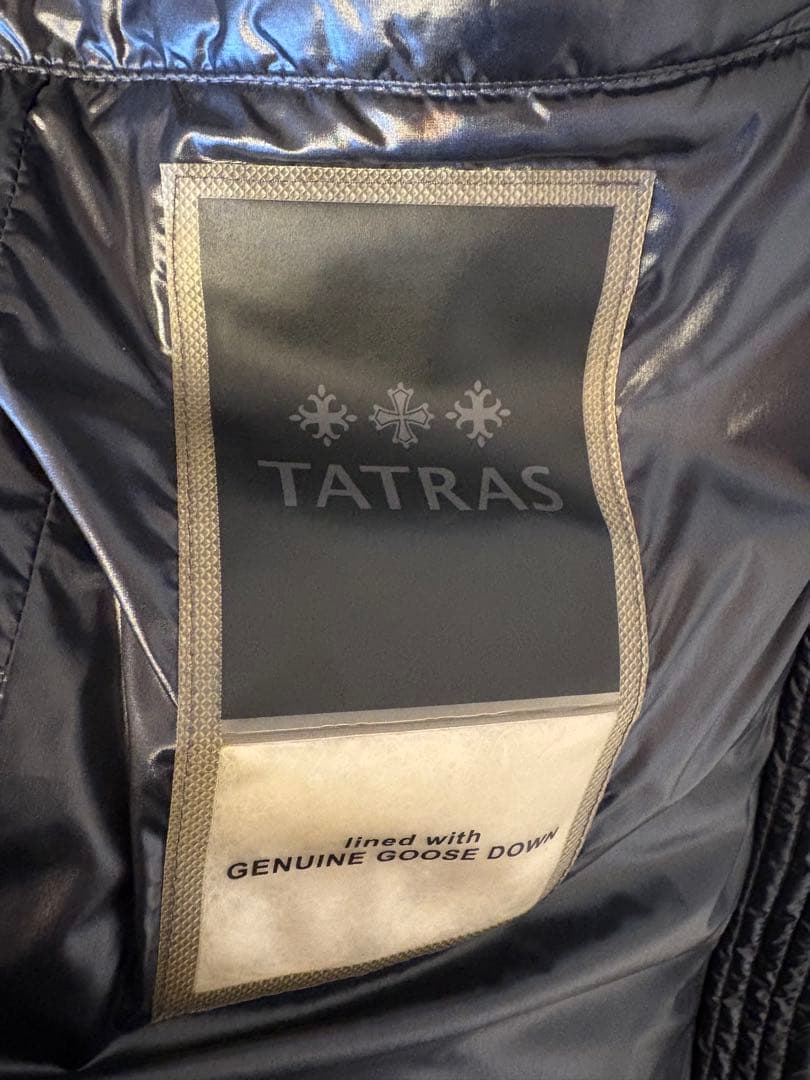 TATRAS
lined with
GENUINE GOOSE DOWN